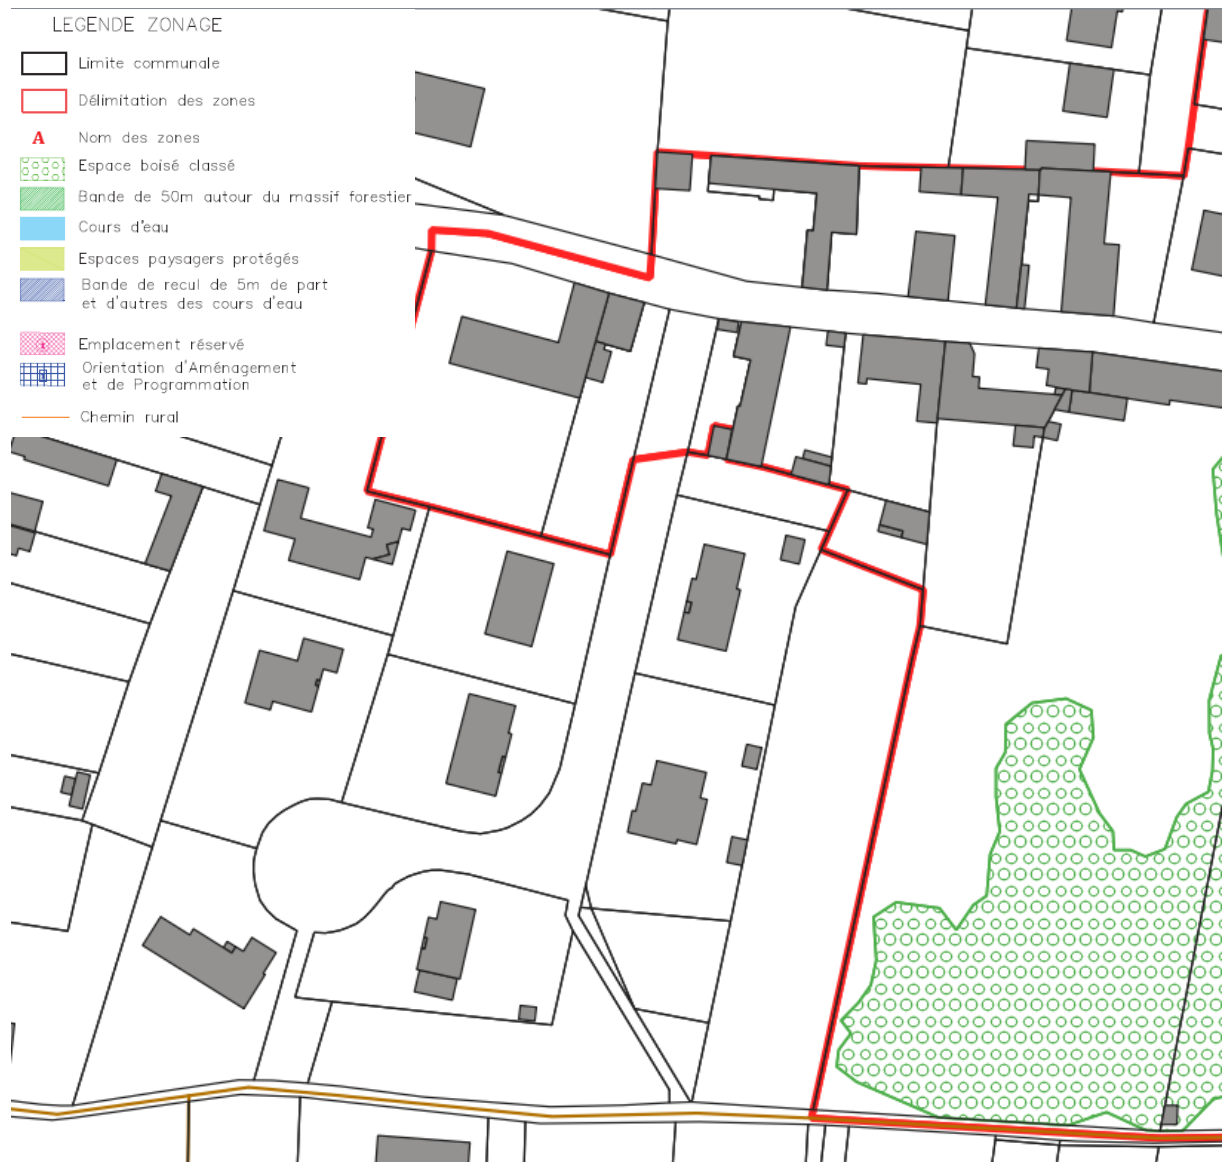 LEGENDE ZONAGE
Limite communale
Délimitation des zones
A Nom des zones
Espace boisé classé
Bande de 50m autour du massif forestier
Cours d'eau
Espaces paysagers protégés
Bande de recul de 5m de part
et d'autres des cours d'eau
1 Emplacement réservé
Orientation d'Aménagement
et de Programmation
Chemin rural